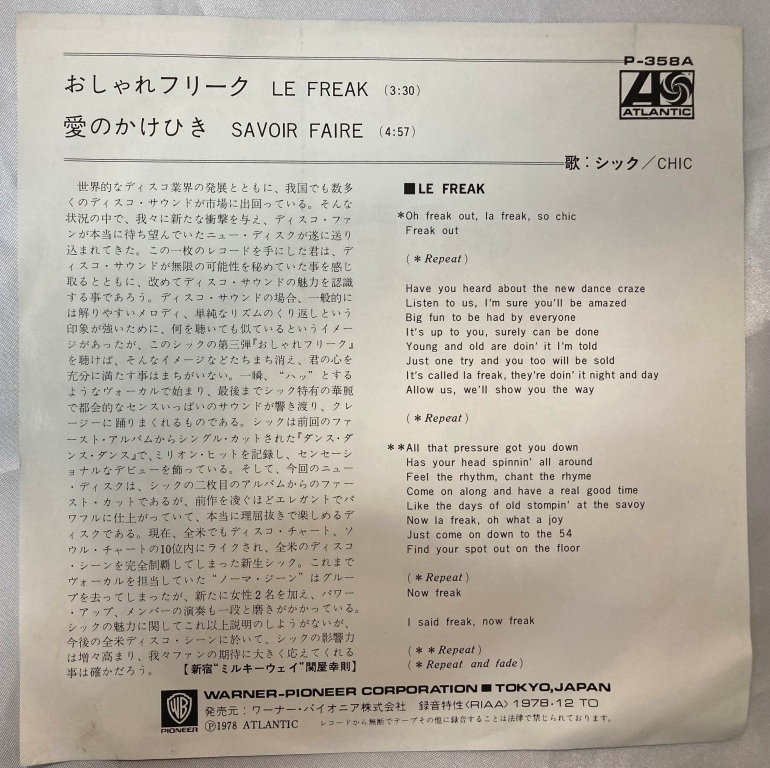 P-358A
おしゃれフリーク LE FREAK (3:30)
愛のかけひき SAVOIR FAIRE (4:57)
ATLANTIC
歌：シック／CHIC
世界的なディスコ業界の発展とともに、我国でも数多
くのディスコ・サウンドが市場に出回っている。そんな
状況の中で、我々に新たな衝撃を与え、ディスコ・ファ
ンが本当に待ち望んでいたニュー・ディスクが遂に送り
込まれてきた。この一枚のレコードを手にした君は、デ
ィスコ・サウンドが無限の可能性を秘めていた事を感じ
取るとともに、改めてディスコ・サウンドの魅力を認識
する事であろう。ディスコ・サウンドの場合、一般的に
は解りやすいメロディ、単純なリズムのくり返しという
印象が強いために、何を聴いても似ているというイメー
ジがあったが、このシックの第三弾『おしゃれフリーク』
を聴けば、そんなイメージなどたちまち消え、君の心を
充分に満たす事はまちがいない。一瞬、“ハッ”とする
ようなヴォーカルで始まり、最後までシック特有の華麗
で都会的なセンスいっぱいのサウンドが響き渡り、クレ
ージーに踊りまくれるものである。シックは前回のファ
ースト・アルバムからシングル・カットされた『ダンス・ダ
ンス・ダンス』で、ミリオン・ヒットを記録し、センセーシ
ョナルなデビューを飾っている。そして、今回のニュー
・ディスクは、シックの二枚目のアルバムからのファー
スト・カットであるが、前作を凌ぐほどエレガントでパ
ワフルに仕上がっていて、本当に理屈抜きで楽しめるデ
ィスクである。現在、全米でもディスコ・チャート、ソ
ウル・チャートの10位内にライクされ、全米のディスコ
・シーンを完全制覇してしまった新生シック。これまで
ヴォーカルを担当していた“ノーマ・ジーン”はグルー
プを去ってしまったが、新たに女性２名を加え、パワー
・アップ、メンバーの演奏も一段と磨きがかかっている。
シックの魅力に関してこれ以上説明のしようがないが、
今後の全米ディスコ・シーンに於いて、シックの影響力
は増々高まり、我々ファンの期待に大きく応えてくれる
事は確かだろう。 【新宿“ミルキーウェイ”関屋幸則】
■LE FREAK
＊Oh freak out, la freak, so chic
Freak out
(＊Repeat)
Have you heard about the new dance craze
Listen to us, I'm sure you'll be amazed
Big fun to be had by everyone
It's up to you, surely can be done
Young and old are doin' it I'm told
Just one try and you too will be sold
It's called la freak, they're doin' it night and day
Allow us, we'll show you the way
(＊Repeat)
＊＊All that pressure got you down
Has your head spinnin' all around
Feel the rhythm, chant the rhyme
Come on along and have a real good time
Like the days of old stompin' at the savoy
Now la freak, oh what a joy
Just come on down to the 54
Find your spot out on the floor
(＊Repeat)
Now freak
I said freak, now freak
(＊＊Repeat)
(＊Repeat and fade)
WB
PIONEER
WARNER-PIONEER CORPORATION ■ TOKYO, JAPAN
発売元：ワーナー・パイオニア株式会社 録音特性〈RIAA〉1978・12 TO
Ⓟ1978 ATLANTIC レコードから無断でテープその他に録音することは法律で禁じられております。